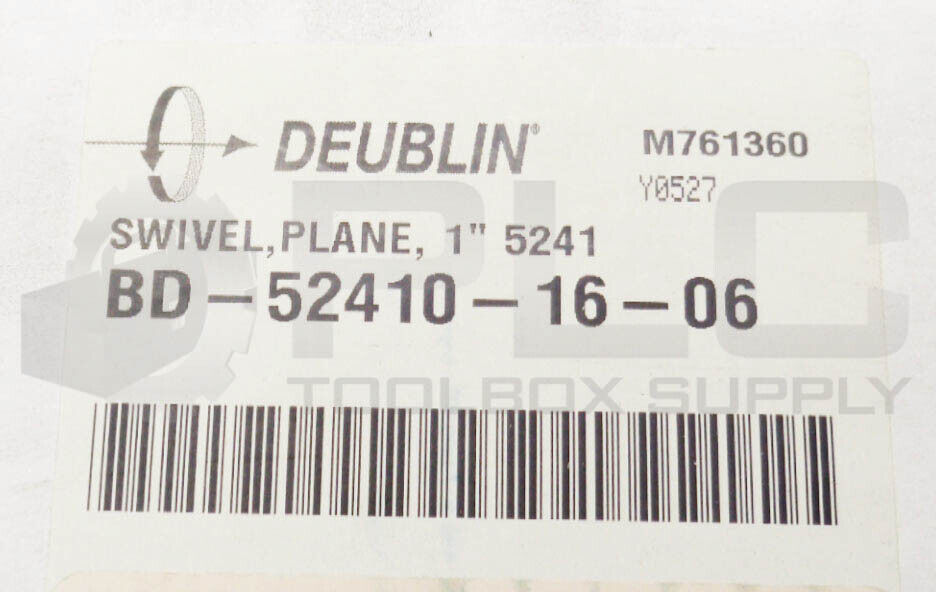 DEUBLIN®
M761360
Y0527
SWIVEL, PLANE, 1" 5241
BD-52410-16-06
PLC
TOOLBOX SUPPLY